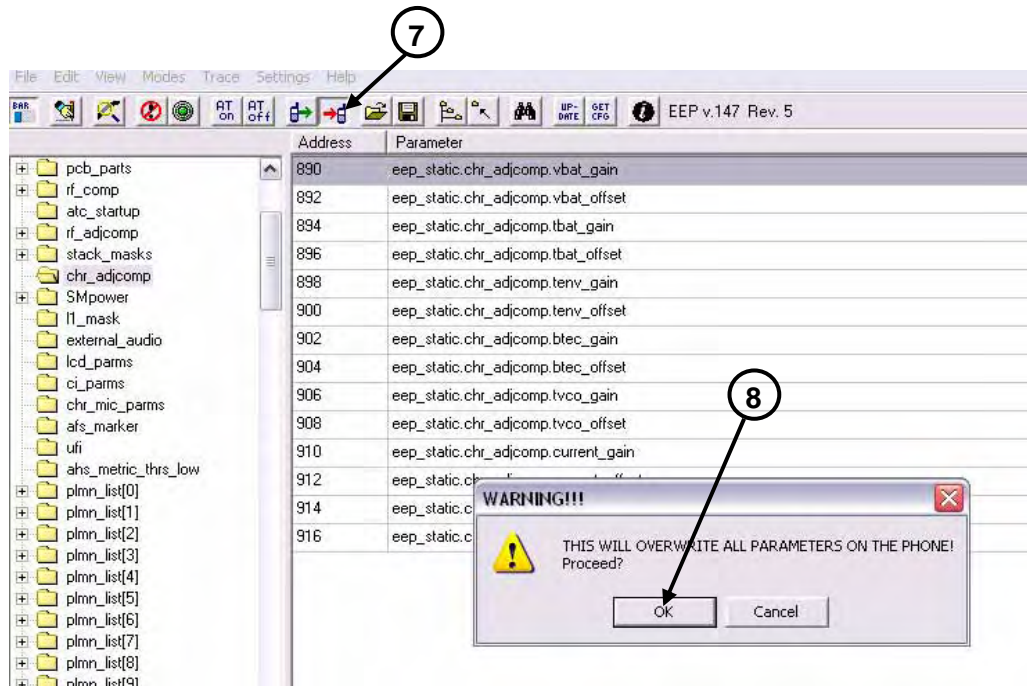 7
File Edit View Modes Trace Settings Help
BAR AT on AT off UP-DATE GET CFG EEP v.147 Rev. 5
Address Parameter
pcb_parts
rf_comp
atc_startup
rf_adjcomp
stack_masks
chr_adjcomp
SMpower
l1_mask
external_audio
lcd_parms
ci_parms
chr_mic_parms
afs_marker
ufi
ahs_metric_thrs_low
plmn_list[0]
plmn_list[1]
plmn_list[2]
plmn_list[3]
plmn_list[4]
plmn_list[5]
plmn_list[6]
plmn_list[7]
plmn_list[8]
plmn_list[9]
890 eep_static.chr_adjcomp.vbat_gain
892 eep_static.chr_adjcomp.vbat_offset
894 eep_static.chr_adjcomp.tbat_gain
896 eep_static.chr_adjcomp.tbat_offset
898 eep_static.chr_adjcomp.tenv_gain
900 eep_static.chr_adjcomp.tenv_offset
902 eep_static.chr_adjcomp.btec_gain
904 eep_static.chr_adjcomp.btec_offset
906 eep_static.chr_adjcomp.tvco_gain
908 eep_static.chr_adjcomp.tvco_offset
910 eep_static.chr_adjcomp.current_gain
912
914 eep_static.c
916 eep_static.c
8
WARNING!!!
THIS WILL OVERWRITE ALL PARAMETERS ON THE PHONE!
Proceed?
OK Cancel